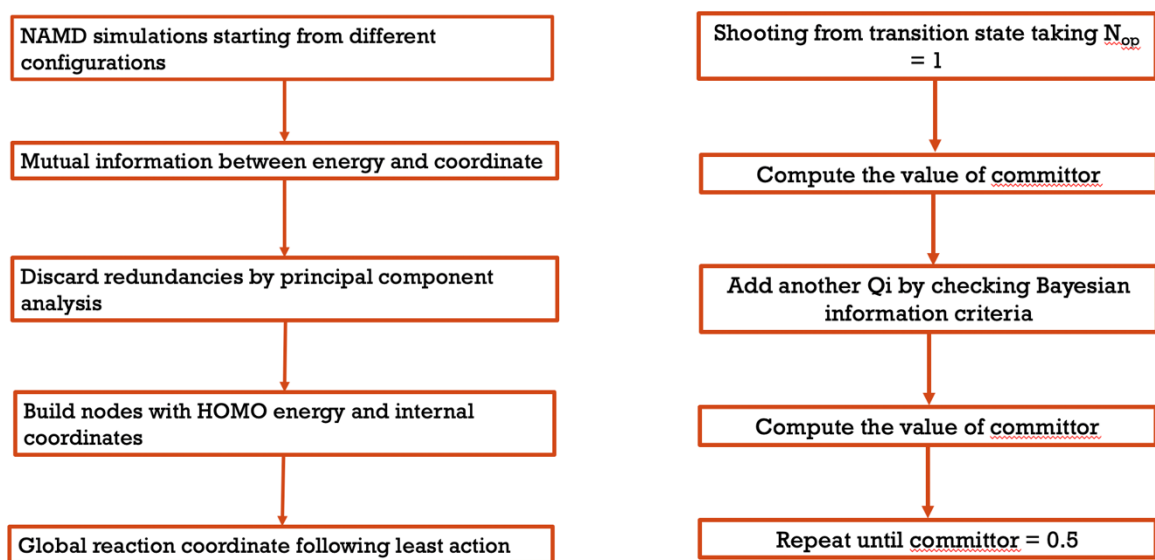 NAMD simulations starting from different
configurations
Mutual information between energy and coordinate
Discard redundancies by principal component
analysis
Build nodes with HOMO energy and internal
coordinates
Global reaction coordinate following least action
Shooting from transition state taking Nop
= 1
Compute the value of committor
Add another Qi by checking Bayesian
information criteria
Compute the value of committor
Repeat until committor = 0.5